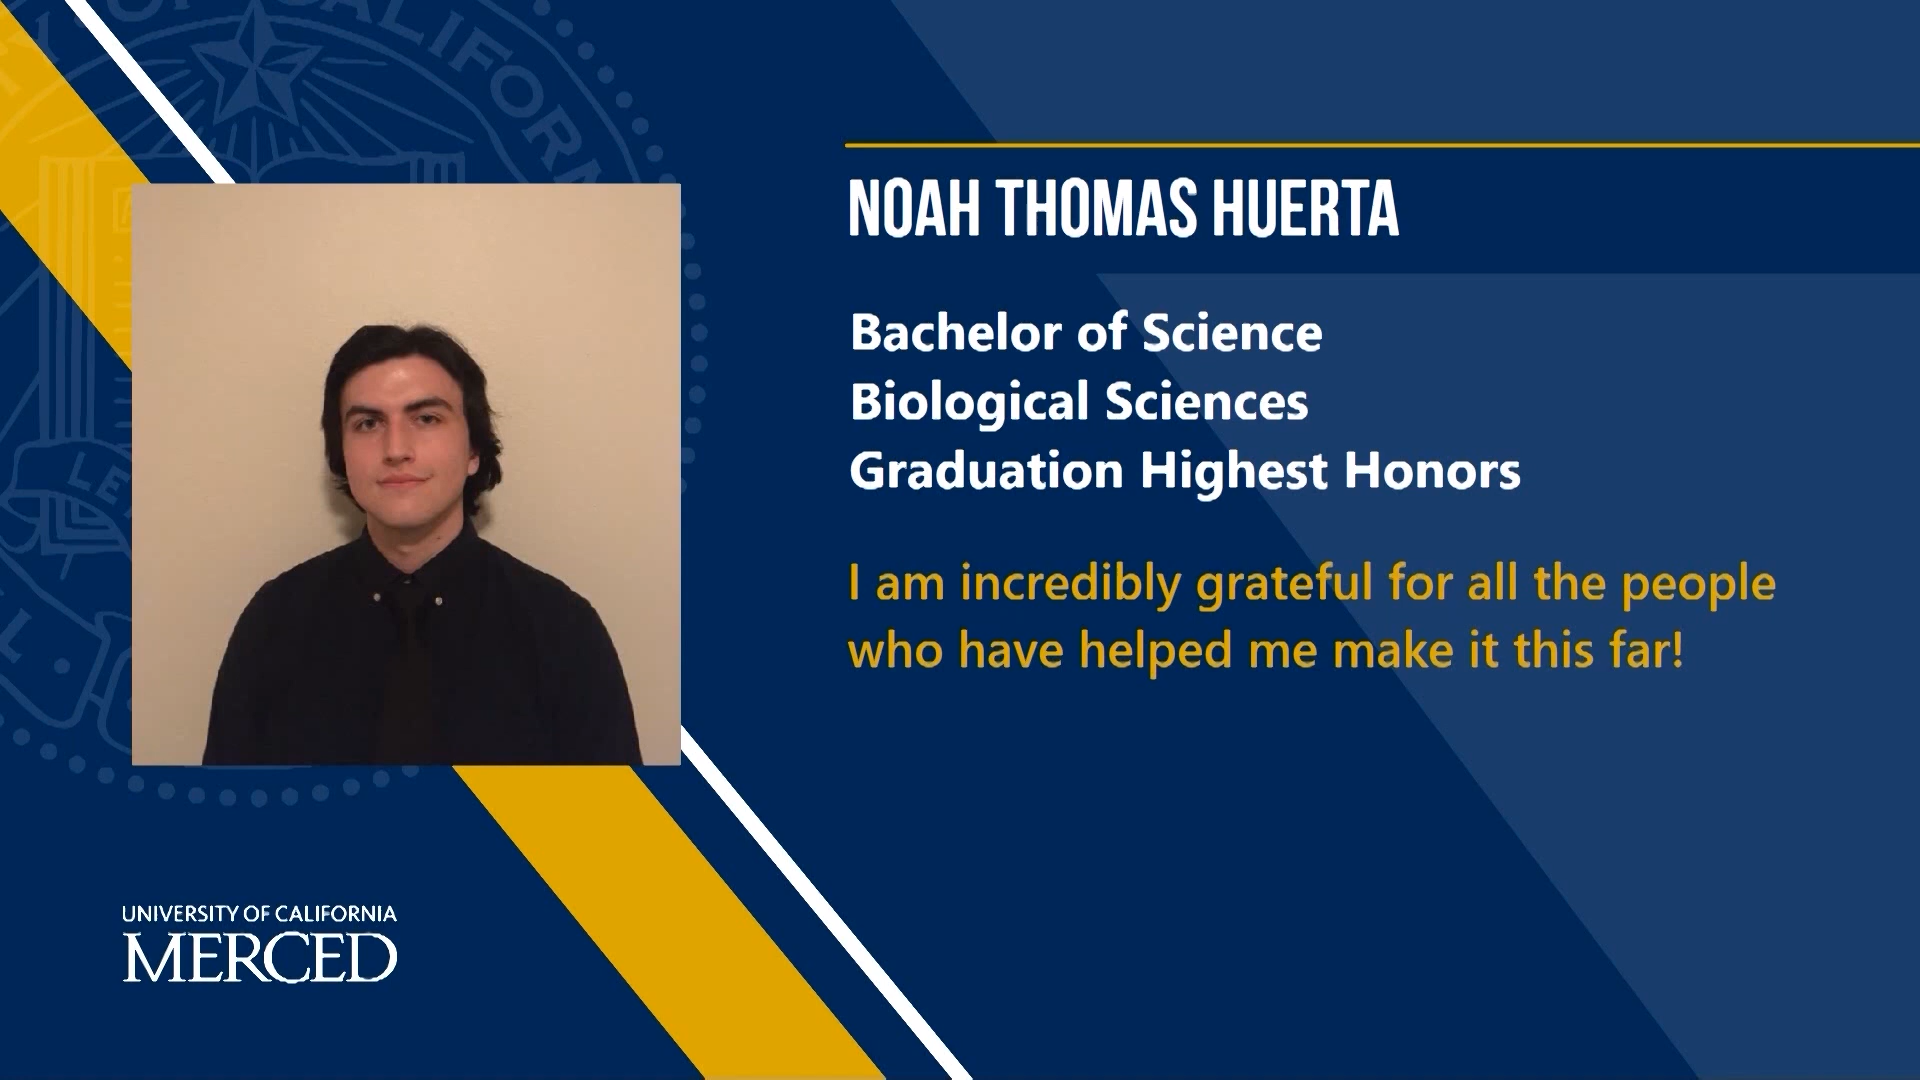 NOAH THOMAS HUERTA
Bachelor of Science
Biological Sciences
Graduation Highest Honors
I am incredibly grateful for all the people
who have helped me make it this far!
UNIVERSITY OF CALIFORNIA
MERCED